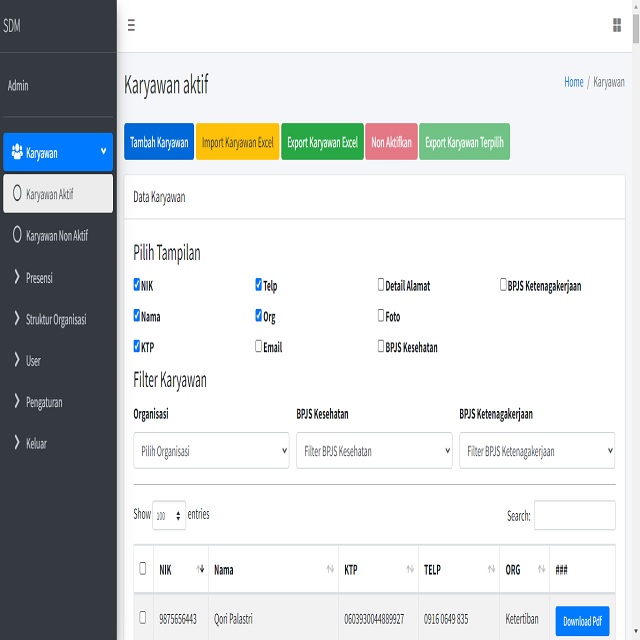 SDM
Admin
Karyawan
Karyawan Aktif
Karyawan Non Aktif
Presensi
Struktur Organisasi
User
Pengaturan
Keluar
Karyawan aktif
Home / Karyawan
Tambah Karyawan Import Karyawan Excel Export Karyawan Excel Non Aktifkan Export Karyawan Terpilih
Data Karyawan
Pilih Tampilan
NIK Telp Detail Alamat BPJS Ketenagakerjaan
Nama Org Foto
KTP Email BPJS Kesehatan
Filter Karyawan
Organisasi BPJS Kesehatan BPJS Ketenagakerjaan
Pilih Organisasi Filter BPJS Kesehatan Filter BPJS Ketenagakerjaan
Show 100 entries Search:
NIK Nama KTP TELP ORG ###
9875656443 Qori Palastri 0603930044889927 0916 0649 835 Ketertiban Download Pdf